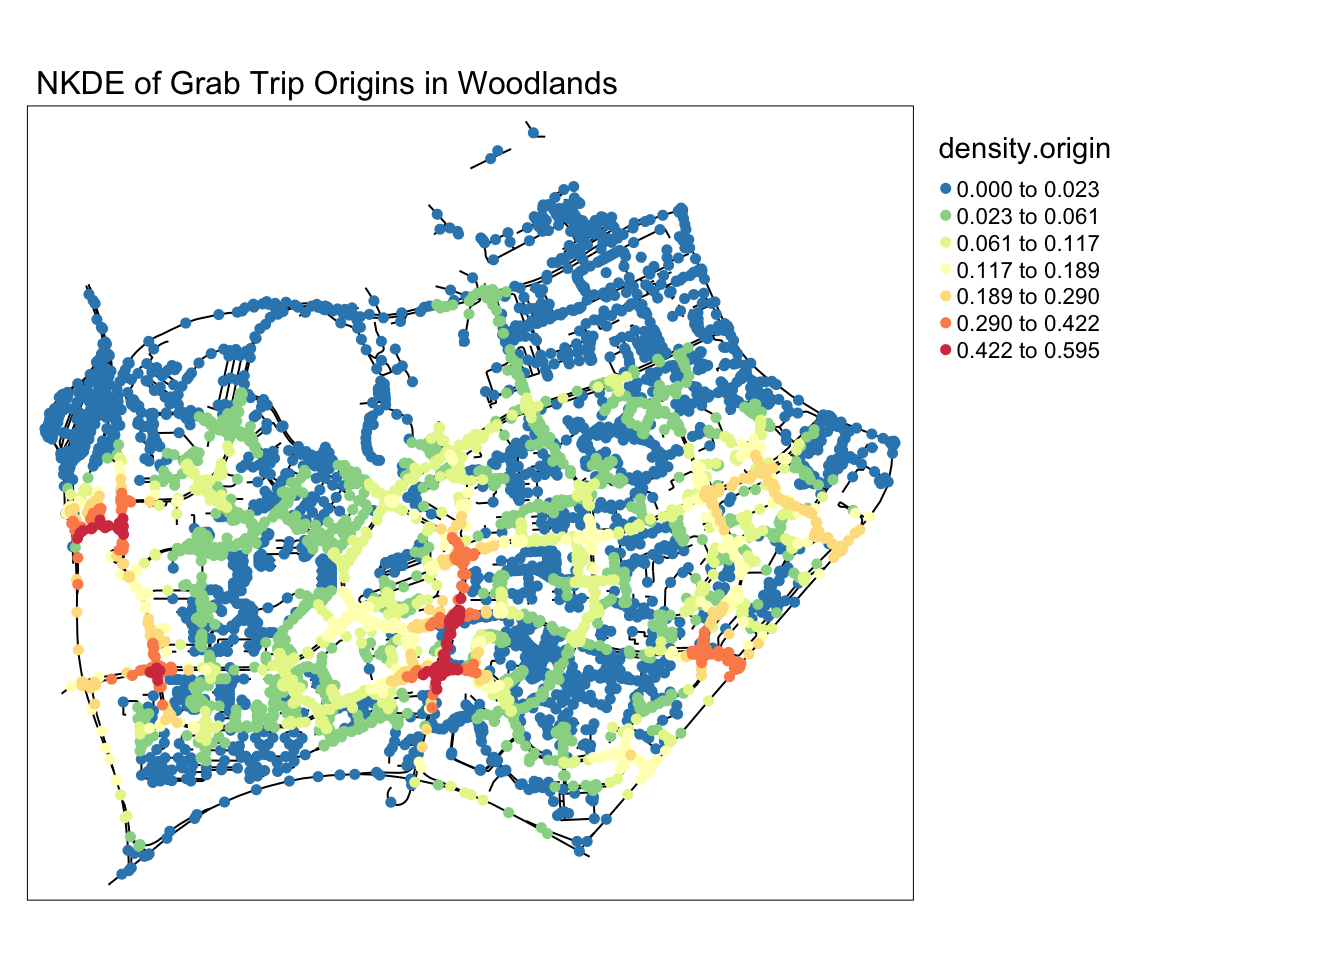 NKDE of Grab Trip Origins in Woodlands
density.origin
0.000 to 0.023
0.023 to 0.061
0.061 to 0.117
0.117 to 0.189
0.189 to 0.290
0.290 to 0.422
0.422 to 0.595